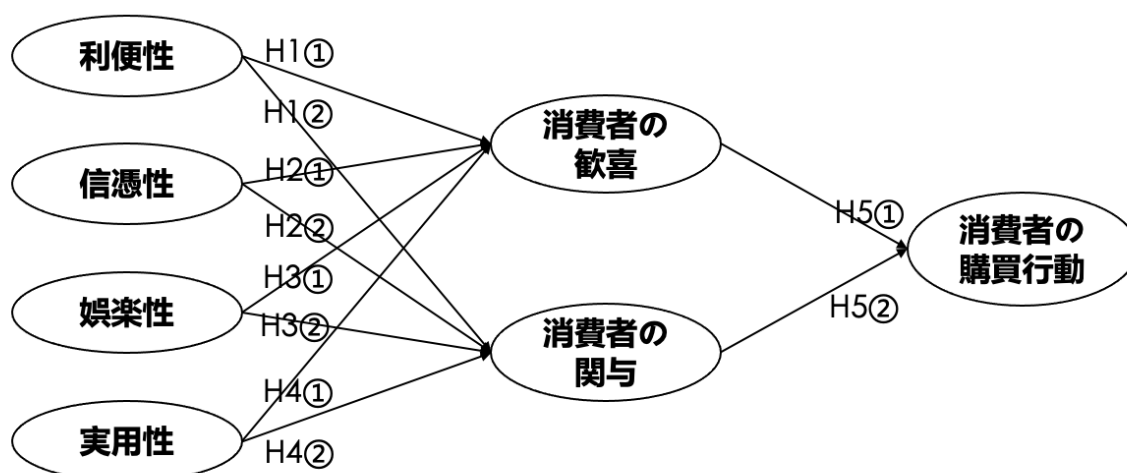 利便性
信憑性
娯楽性
実用性
H1①
H1②
H2①
H2②
H3①
H3②
H4①
H4②
消費者の
歓喜
消費者の
関与
H5①
H5②
消費者の
購買行動